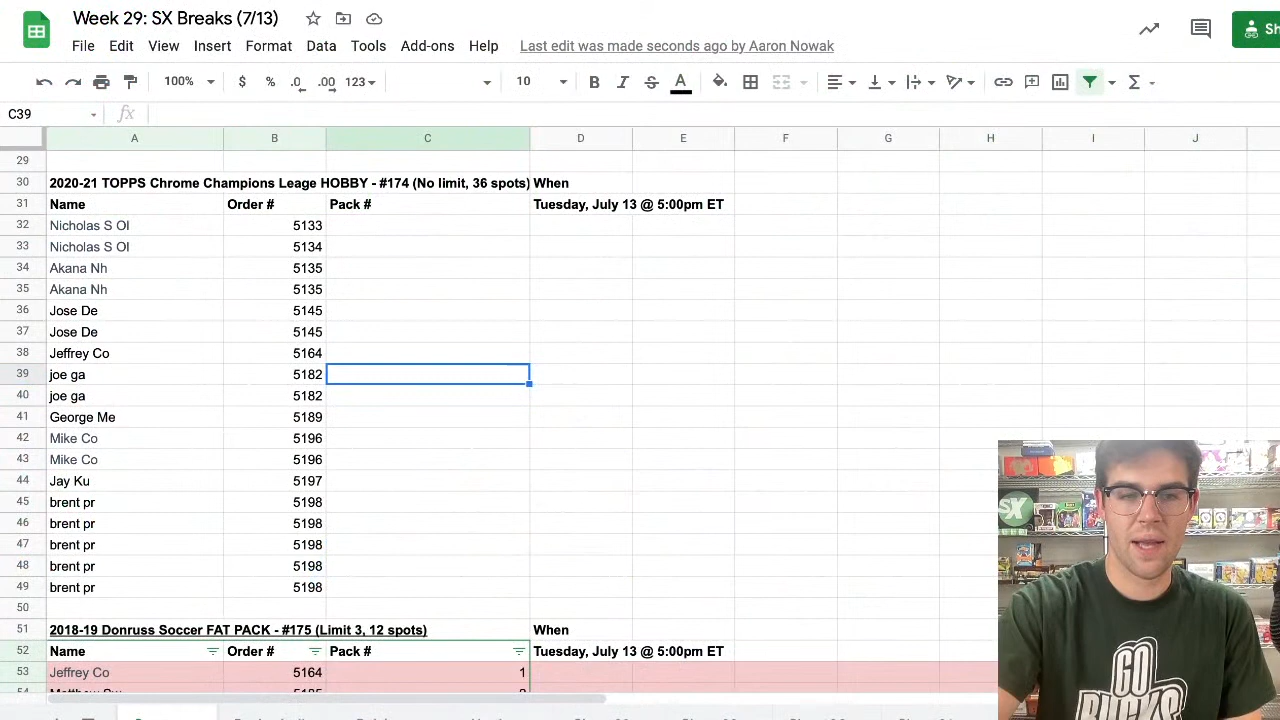 Week 29: SX Breaks (7/13)
File Edit View Insert Format Data Tools Add-ons Help Last edit was made seconds ago by Aaron Nowak
Sh
100% $ % .0 .00 123 10 B I S A
C39 fx
A B C D E F G H I J
29
30 2020-21 TOPPS Chrome Champions Leage HOBBY - #174 (No limit, 36 spots) When
31 Name Order # Pack # Tuesday, July 13 @ 5:00pm ET
32 Nicholas S Ol 5133
33 Nicholas S Ol 5134
34 Akana Nh 5135
35 Akana Nh 5135
36 Jose De 5145
37 Jose De 5145
38 Jeffrey Co 5164
39 joe ga 5182
40 joe ga 5182
41 George Me 5189
42 Mike Co 5196
43 Mike Co 5196
44 Jay Ku 5197
45 brent pr 5198
46 brent pr 5198
47 brent pr 5198
48 brent pr 5198
49 brent pr 5198
50
51 2018-19 Donruss Soccer FAT PACK - #175 (Limit 3, 12 spots) When
52 Name Order # Pack # Tuesday, July 13 @ 5:00pm ET
53 Jeffrey Co 5164 1
SX
GO
BUCKS